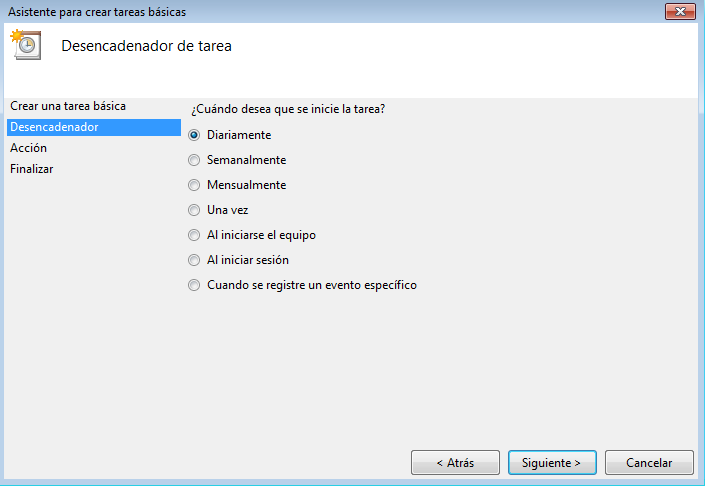 Asistente para crear tareas básicas
Desencadenador de tarea
Crear una tarea básica
Desencadenador
Acción
Finalizar
¿Cuándo desea que se inicie la tarea?
Diariamente
Semanalmente
Mensualmente
Una vez
Al iniciarse el equipo
Al iniciar sesión
Cuando se registre un evento específico
< Atrás
Siguiente >
Cancelar